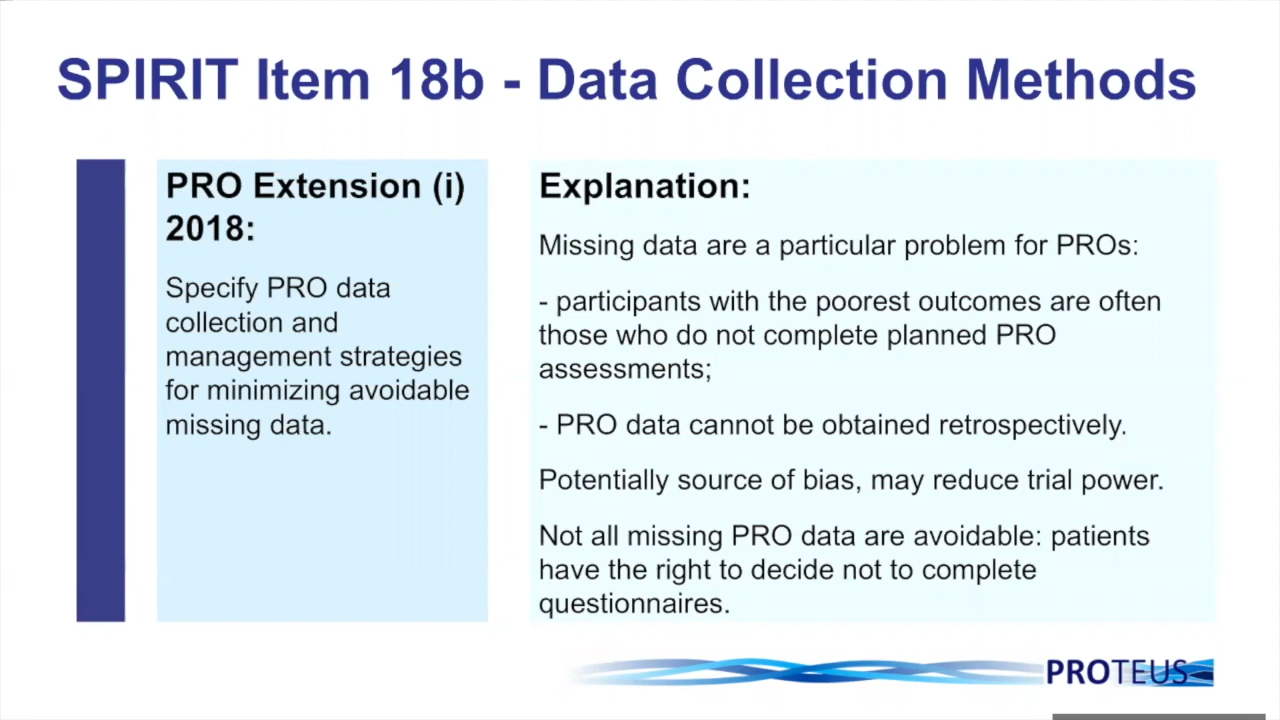 SPIRIT Item 18b - Data Collection Methods
PRO Extension (i)
2018:
Specify PRO data
collection and
management strategies
for minimizing avoidable
missing data.
Explanation:
Missing data are a particular problem for PROs:
- participants with the poorest outcomes are often
those who do not complete planned PRO
assessments;
- PRO data cannot be obtained retrospectively.
Potentially source of bias, may reduce trial power.
Not all missing PRO data are avoidable: patients
have the right to decide not to complete
questionnaires.
PROTEUS